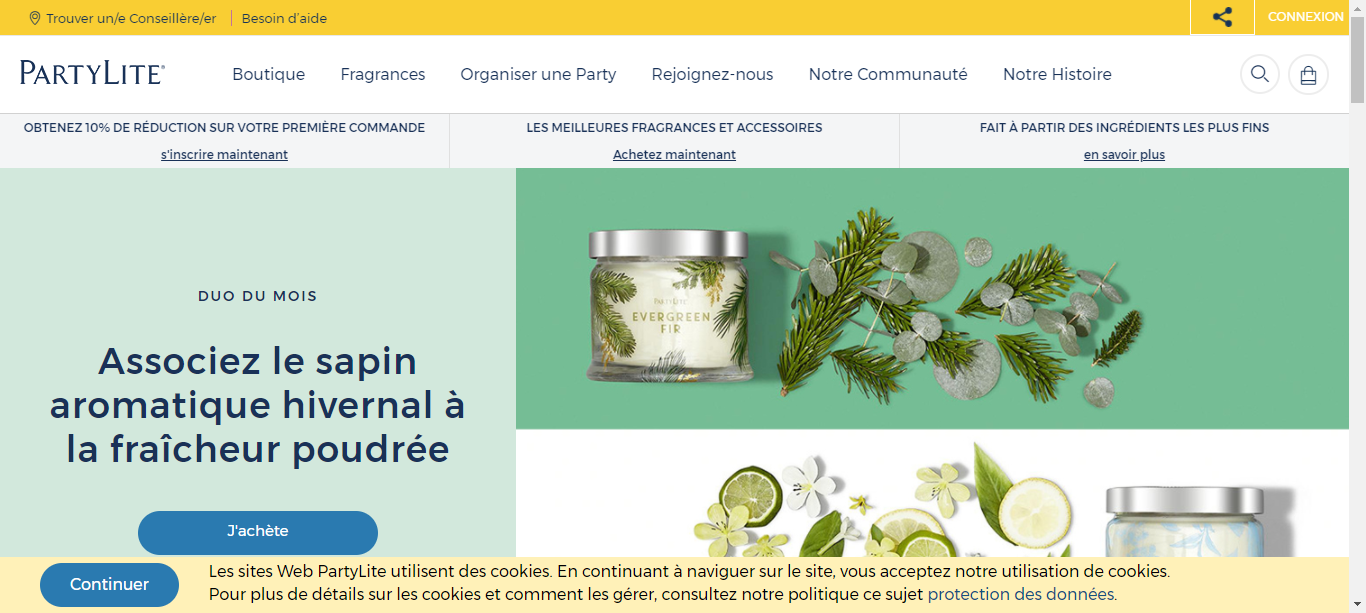 Trouver un/e Conseillère/er
Besoin d'aide
CONNEXION
PARTYLITE®
Boutique
Fragrances
Organiser une Party
Rejoignez-nous
Notre Communauté
Notre Histoire
OBTENEZ 10% DE RÉDUCTION SUR VOTRE PREMIÈRE COMMANDE
s'inscrire maintenant
LES MEILLEURES FRAGRANCES ET ACCESSOIRES
Achetez maintenant
FAIT À PARTIR DES INGRÉDIENTS LES PLUS FINS
en savoir plus
DUO DU MOIS
Associez le sapin
aromatique hivernal à
la fraîcheur poudrée
J'achète
PARTYLITE
EVERGREEN
FIR
Continuer
Les sites Web PartyLite utilisent des cookies. En continuant à naviguer sur le site, vous acceptez notre utilisation de cookies.
Pour plus de détails sur les cookies et comment les gérer, consultez notre politique ce sujet protection des données.